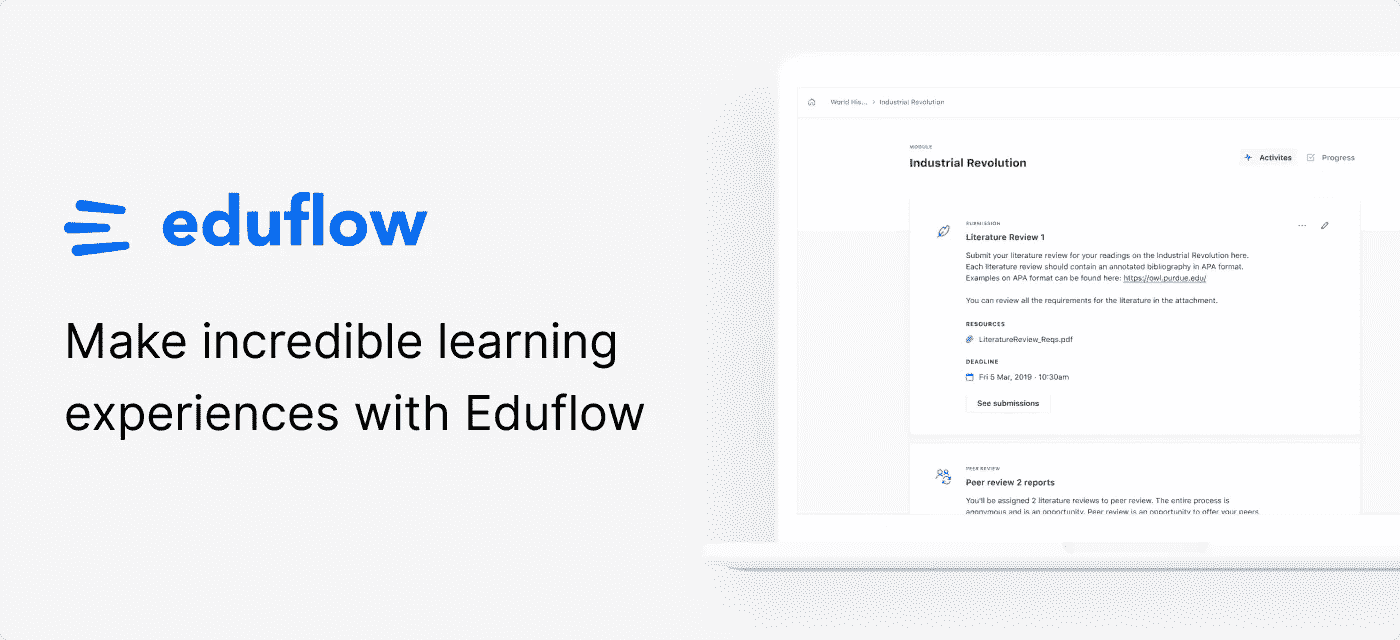 eduflow
Make incredible learning
experiences with Eduflow
World His... > Industrial Revolution
MODULE
Industrial Revolution
Activites
Progress
SUBMISSION
Literature Review 1
Submit your literature review for your readings on the Industrial Revolution here.
Each literature review should contain an annotated bibliography in APA format.
Examples on APA format can be found here: https://owl.purdue.edu/
You can review all the requirements for the literature in the attachment.
RESOURCES
LiteratureReview_Reqs.pdf
DEADLINE
Fri 5 Mar, 2019 · 10:30am
See submissions
PEER REVIEW
Peer review 2 reports
You'll be assigned 2 literature reviews to peer review. The entire process is
anonymous and is an opportunity. Peer review is an opportunity to offer your peers